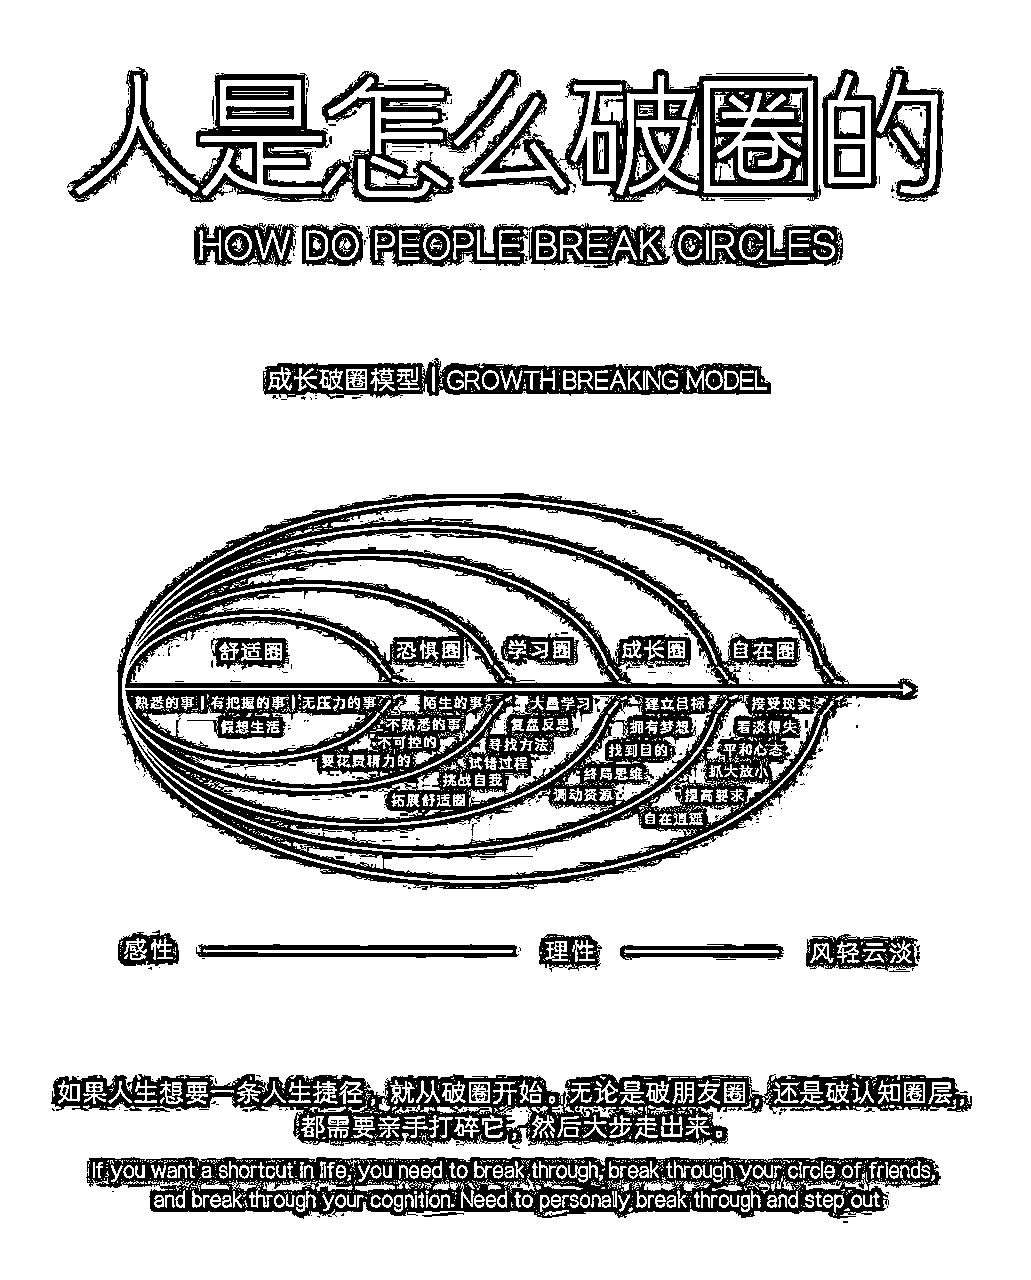 人是怎么破圈的
HOW DO PEOPLE BREAK CIRCLES
成长破圈模型 | GROWTH BREAKING MODEL
舒适圈 恐惧圈 学习圈 成长圈 自在圈
熟悉的事 | 有把握的事 | 无压力的事 陌生的事 大量学习 建立目标 接受现实
假想生活 不熟悉的事 复盘反思 拥有梦想 看淡得失
不可控的 寻找方法 找到目的 平和心态
要花费精力的 试错过程 终局思维 抓大放小
挑战自我 调动资源 提高要求
拓展舒适圈 自在逍遥
感性 理性 风轻云淡
如果人生想要一条人生捷径，就从破圈开始。无论是破朋友圈，还是破认知圈层，
都需要亲手打碎它，然后大步走出来。
If you want a shortcut in life, you need to break through, break through your circle of friends,
and break through your cognition. Need to personally break through and step out